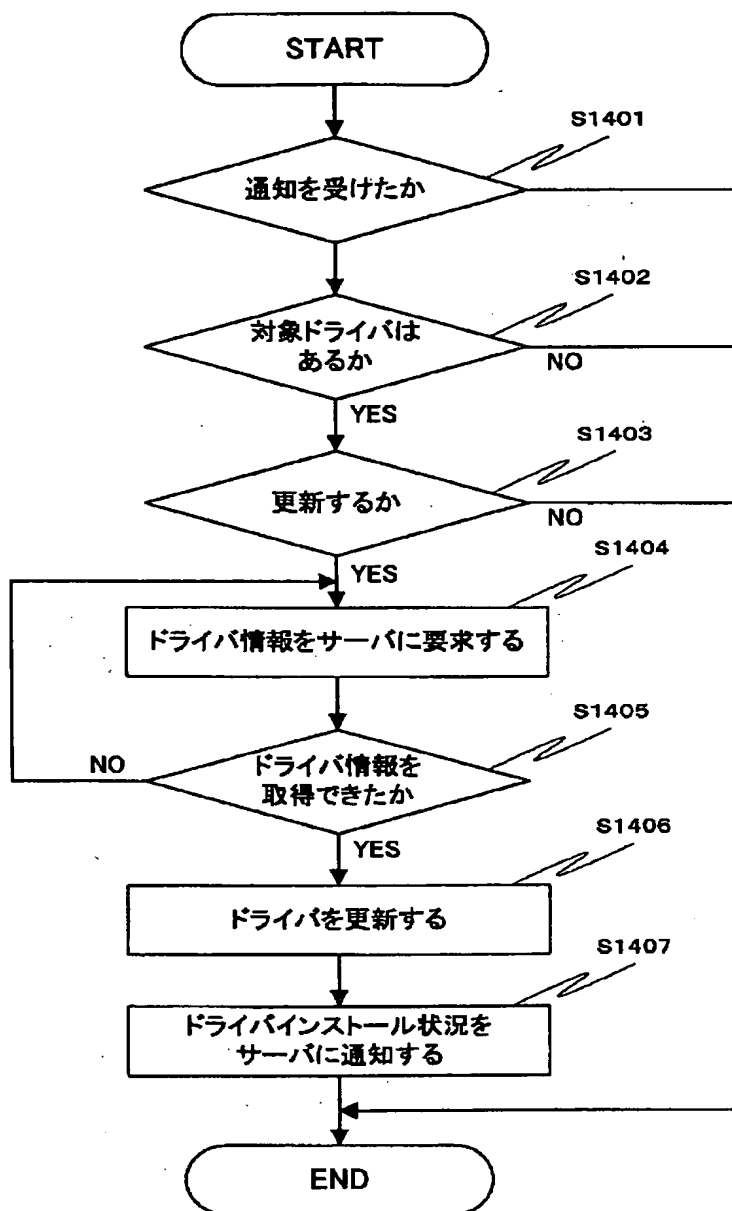 START
S1401
通知を受けたか
S1402
対象ドライバは
あるか
NO
YES
S1403
更新するか
NO
YES
S1404
ドライバ情報をサーバに要求する
S1405
NO
ドライバ情報を
取得できたか
YES
S1406
ドライバを更新する
S1407
ドライバインストール状況を
サーバに通知する
END